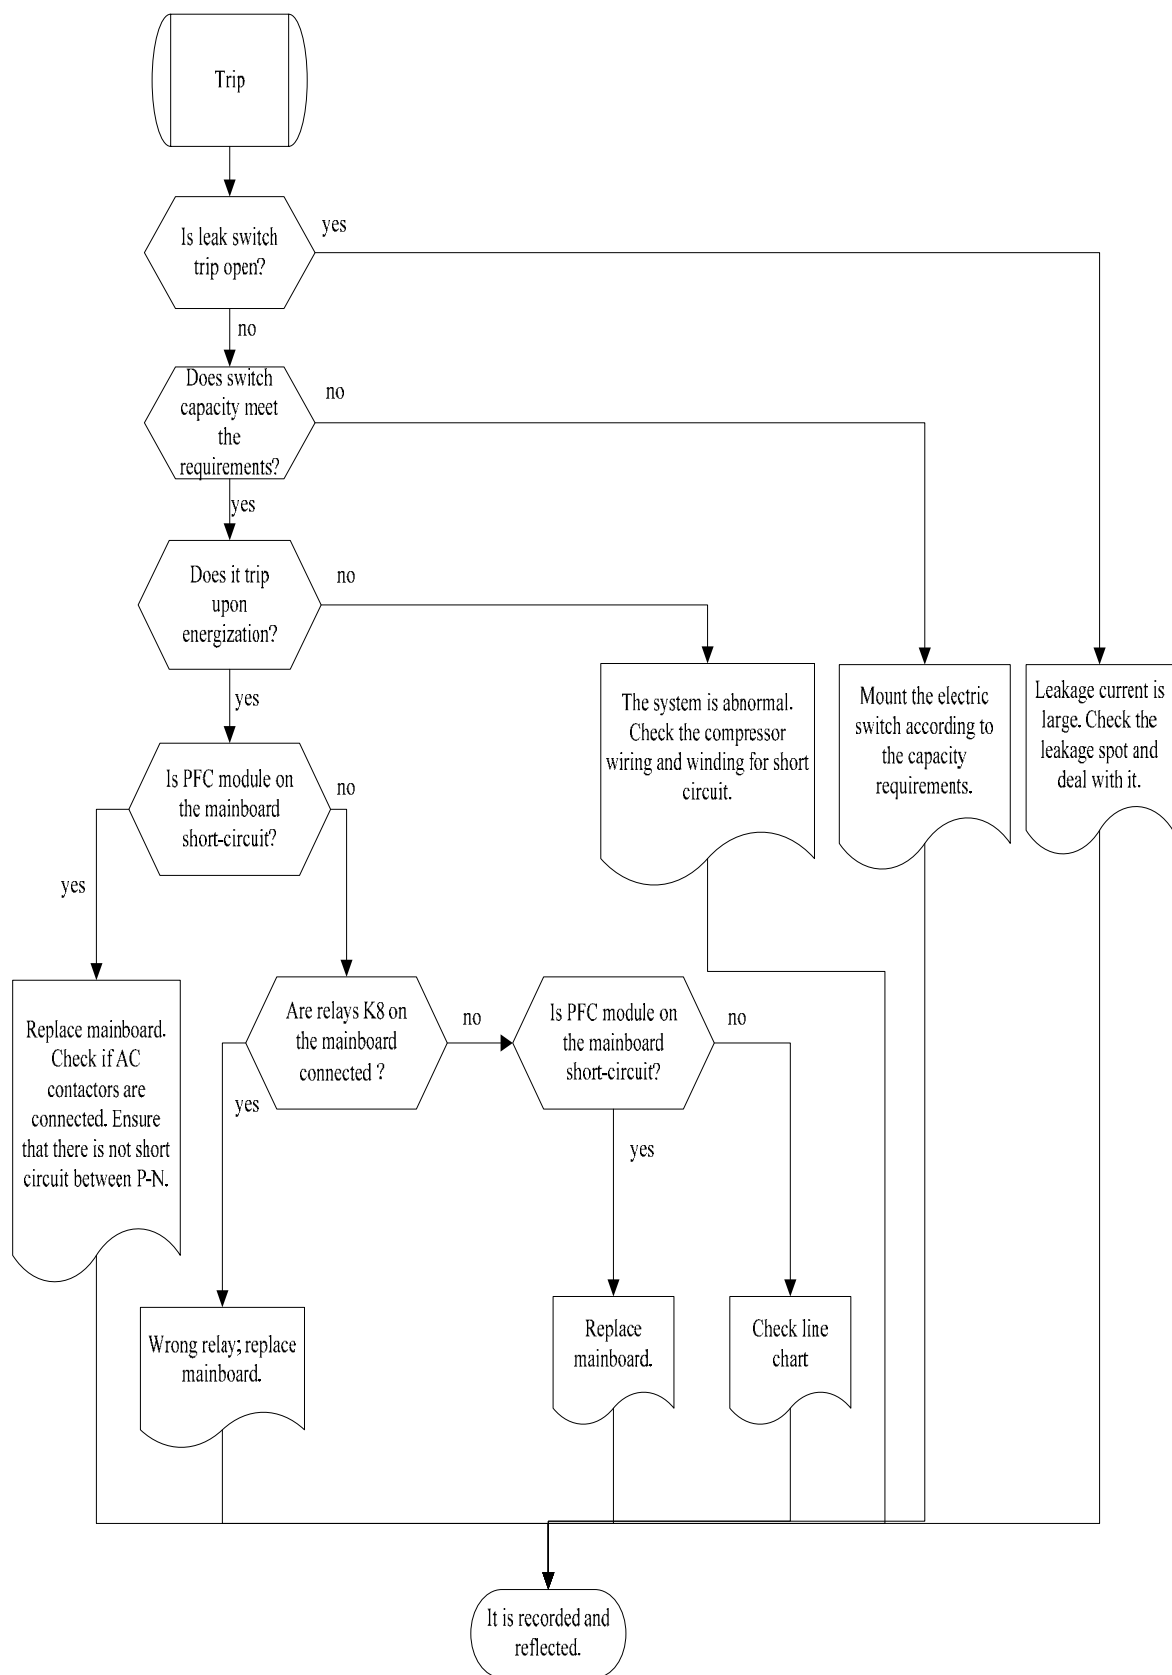 Trip
Is leak switch
trip open?
yes
no
Does switch
capacity meet
the
requirements?
no
yes
Does it trip
upon
energization?
no
yes
The system is abnormal.
Check the compressor
wiring and winding for short
circuit.
Mount the electric
switch according to
the capacity
requirements.
Leakage current is
large. Check the
leakage spot and
deal with it.
Is PFC module on
the mainboard
short-circuit?
no
yes
Replace mainboard.
Check if AC
contactors are
connected. Ensure
that there is not short
circuit between P-N.
Are relays K8 on
the mainboard
connected ?
no
yes
Is PFC module on
the mainboard
short-circuit?
no
yes
Wrong relay; replace
mainboard.
Replace
mainboard.
Check line
chart
It is recorded and
reflected.